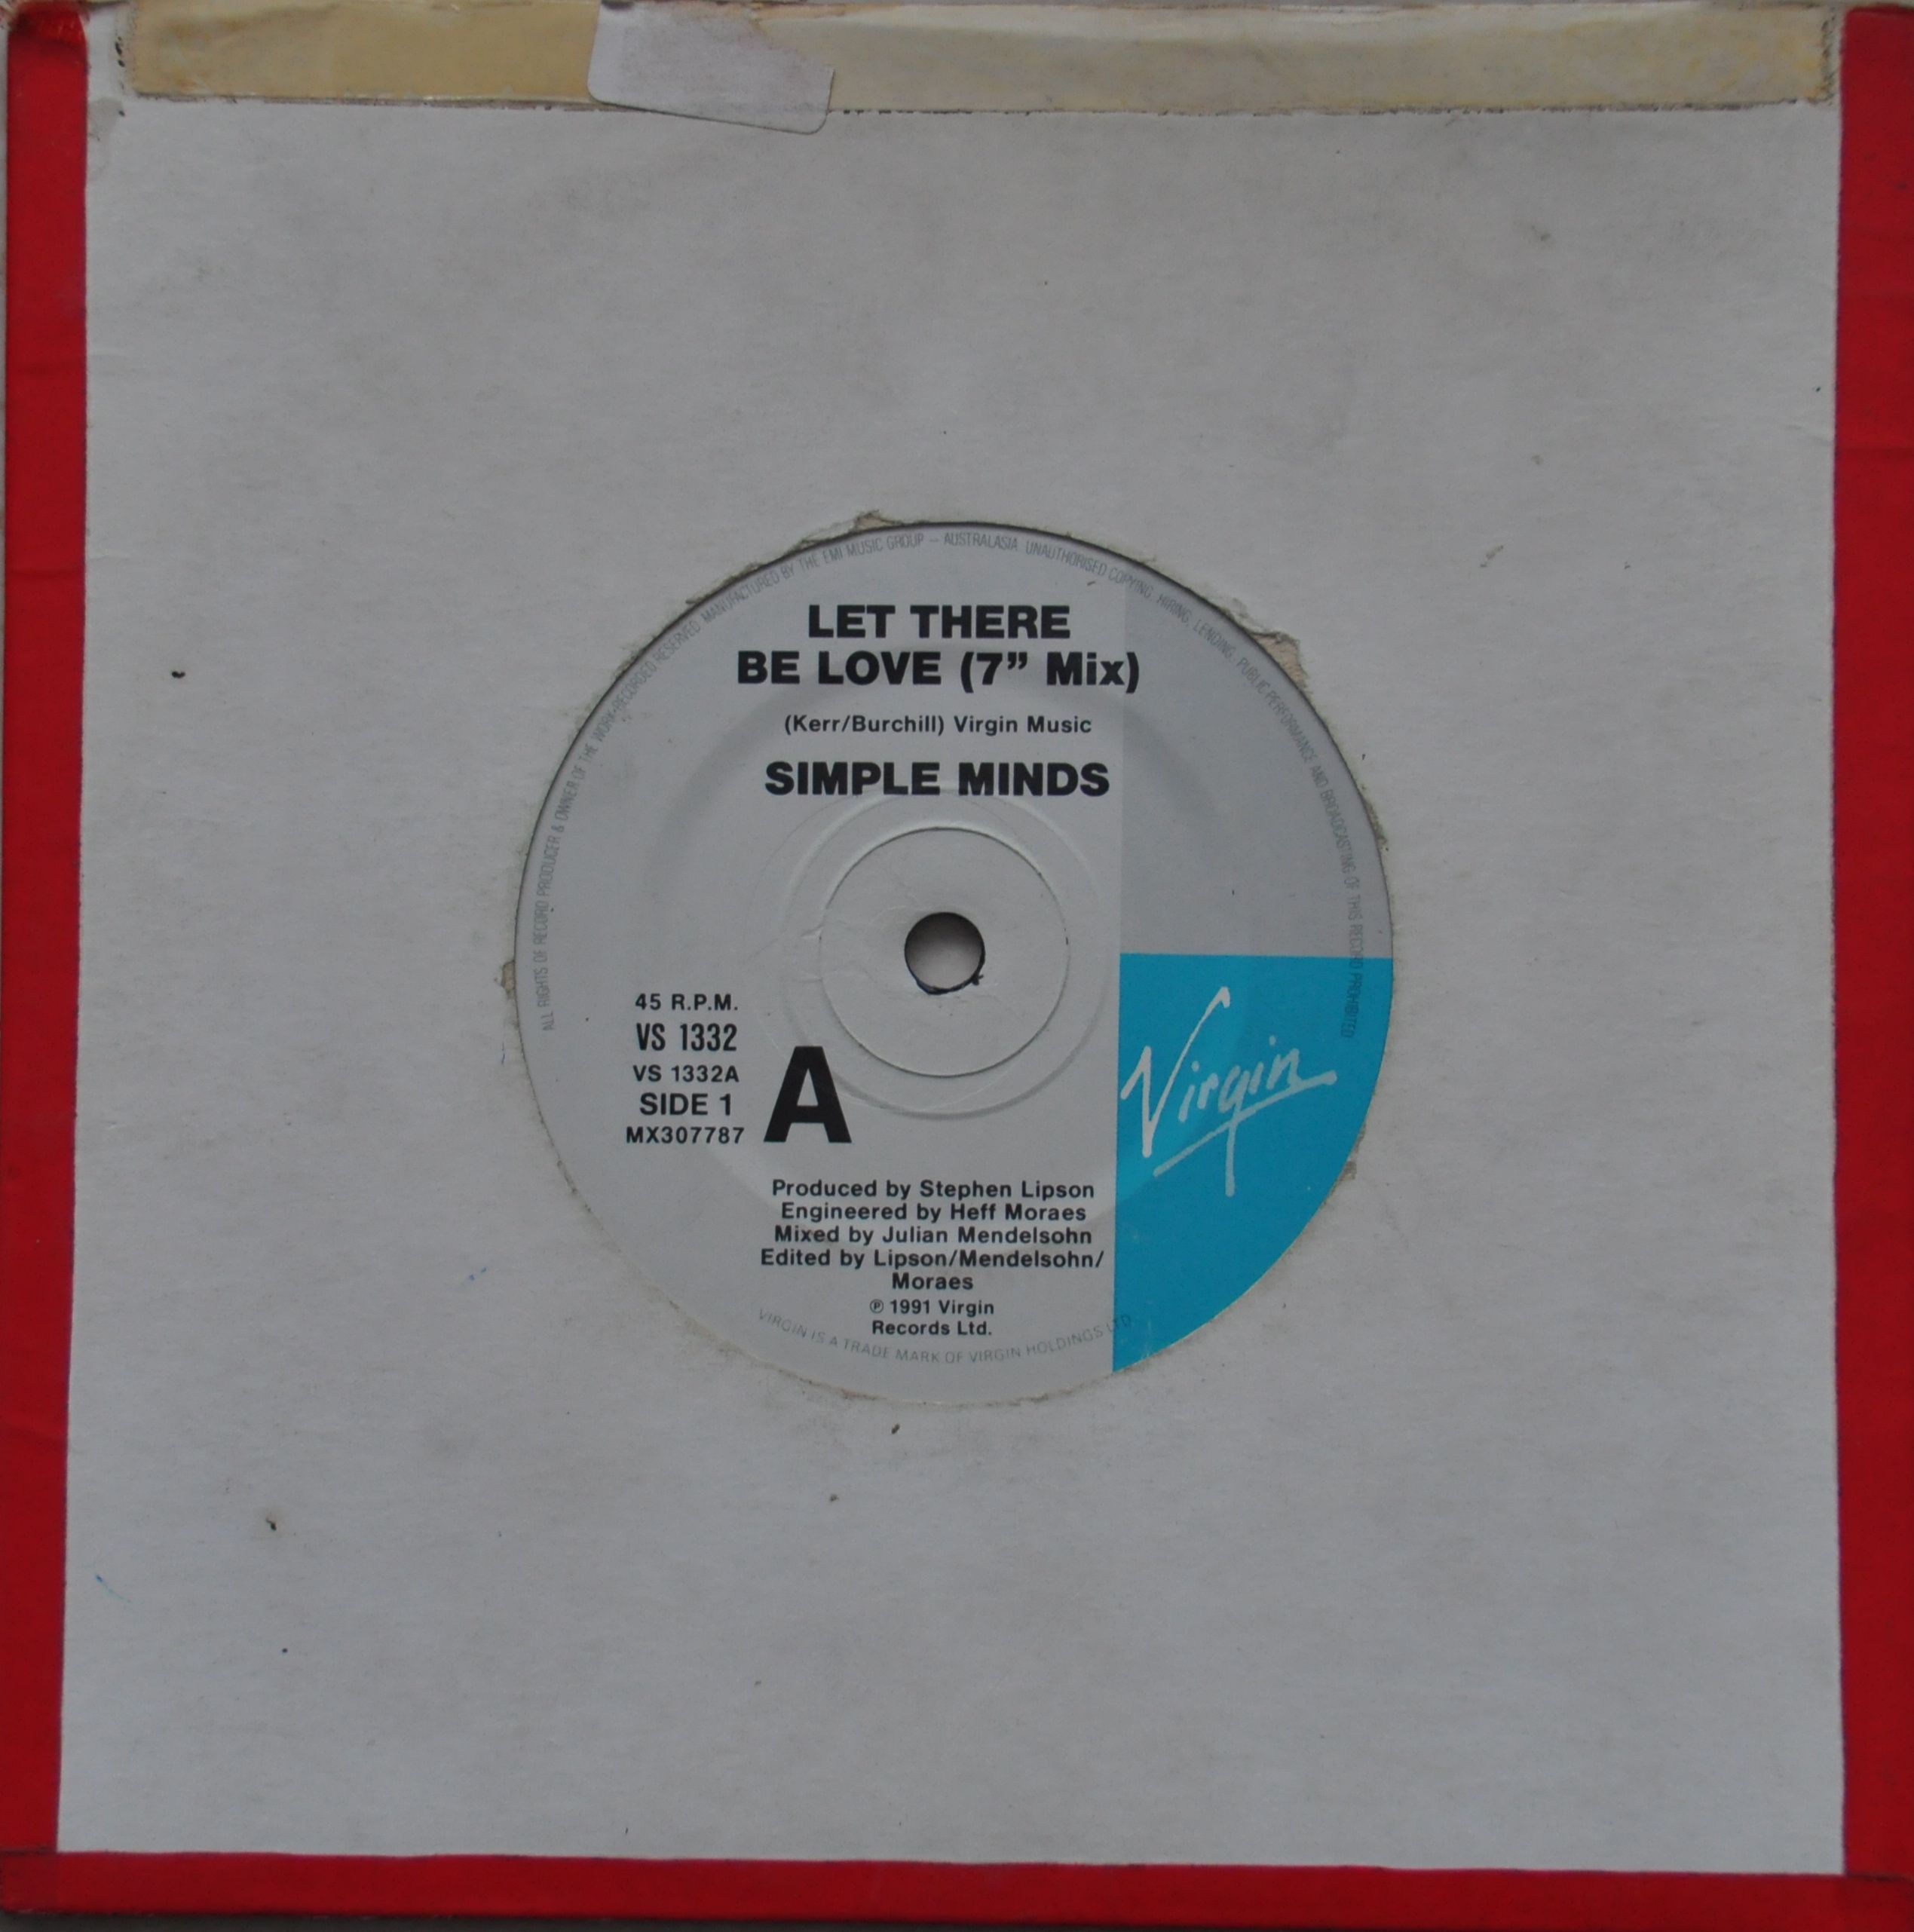 ALL RIGHTS OF RECORD PRODUCER & OWNER OF THE WORK RECORDED RESERVED MANUFACTURED BY THE EMI MUSIC GROUP – AUSTRALASIA UNAUTHORISED COPYING, HIRING, LENDING, PUBLIC PERFORMANCE AND BROADCASTING OF THIS RECORD PROHIBITED
LET THERE
BE LOVE (7” Mix)
(Kerr/Burchill) Virgin Music
SIMPLE MINDS
45 R.P.M.
VS 1332
VS 1332A
SIDE 1
MX307787
A
Virgin
Produced by Stephen Lipson
Engineered by Heff Moraes
Mixed by Julian Mendelsohn
Edited by Lipson/Mendelsohn/
Moraes
℗ 1991 Virgin
Records Ltd.
VIRGIN IS A TRADE MARK OF VIRGIN HOLDINGS LTD